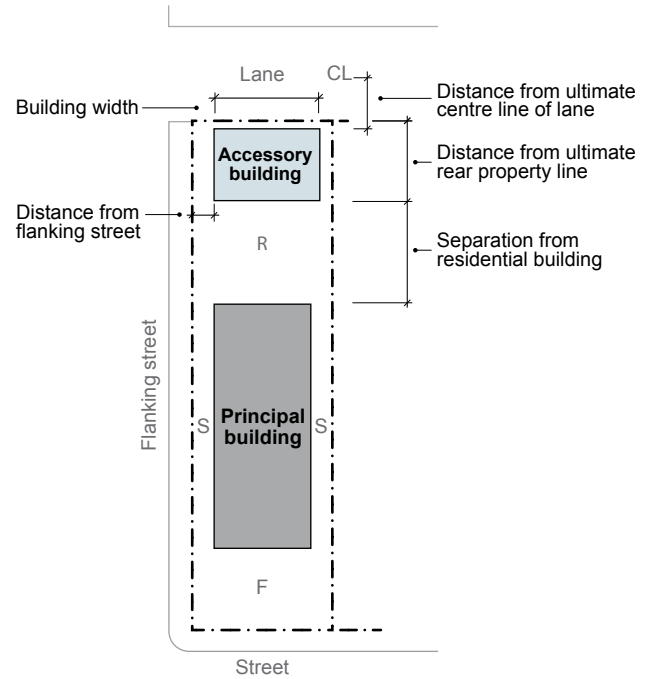 Lane
CL
Distance from ultimate
centre line of lane
Building width
Accessory
building
Distance from ultimate
rear property line
Distance from
flanking street
R
Separation from
residential building
Flanking street
S
Principal
building
S
F
Street